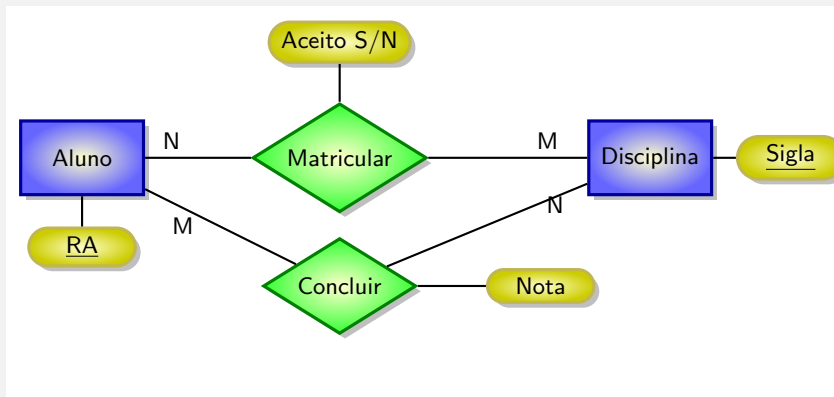 Aceito S/N
Aluno
N
Matricular
M
Disciplina
Sigla
RA
M
N
Concluir
Nota